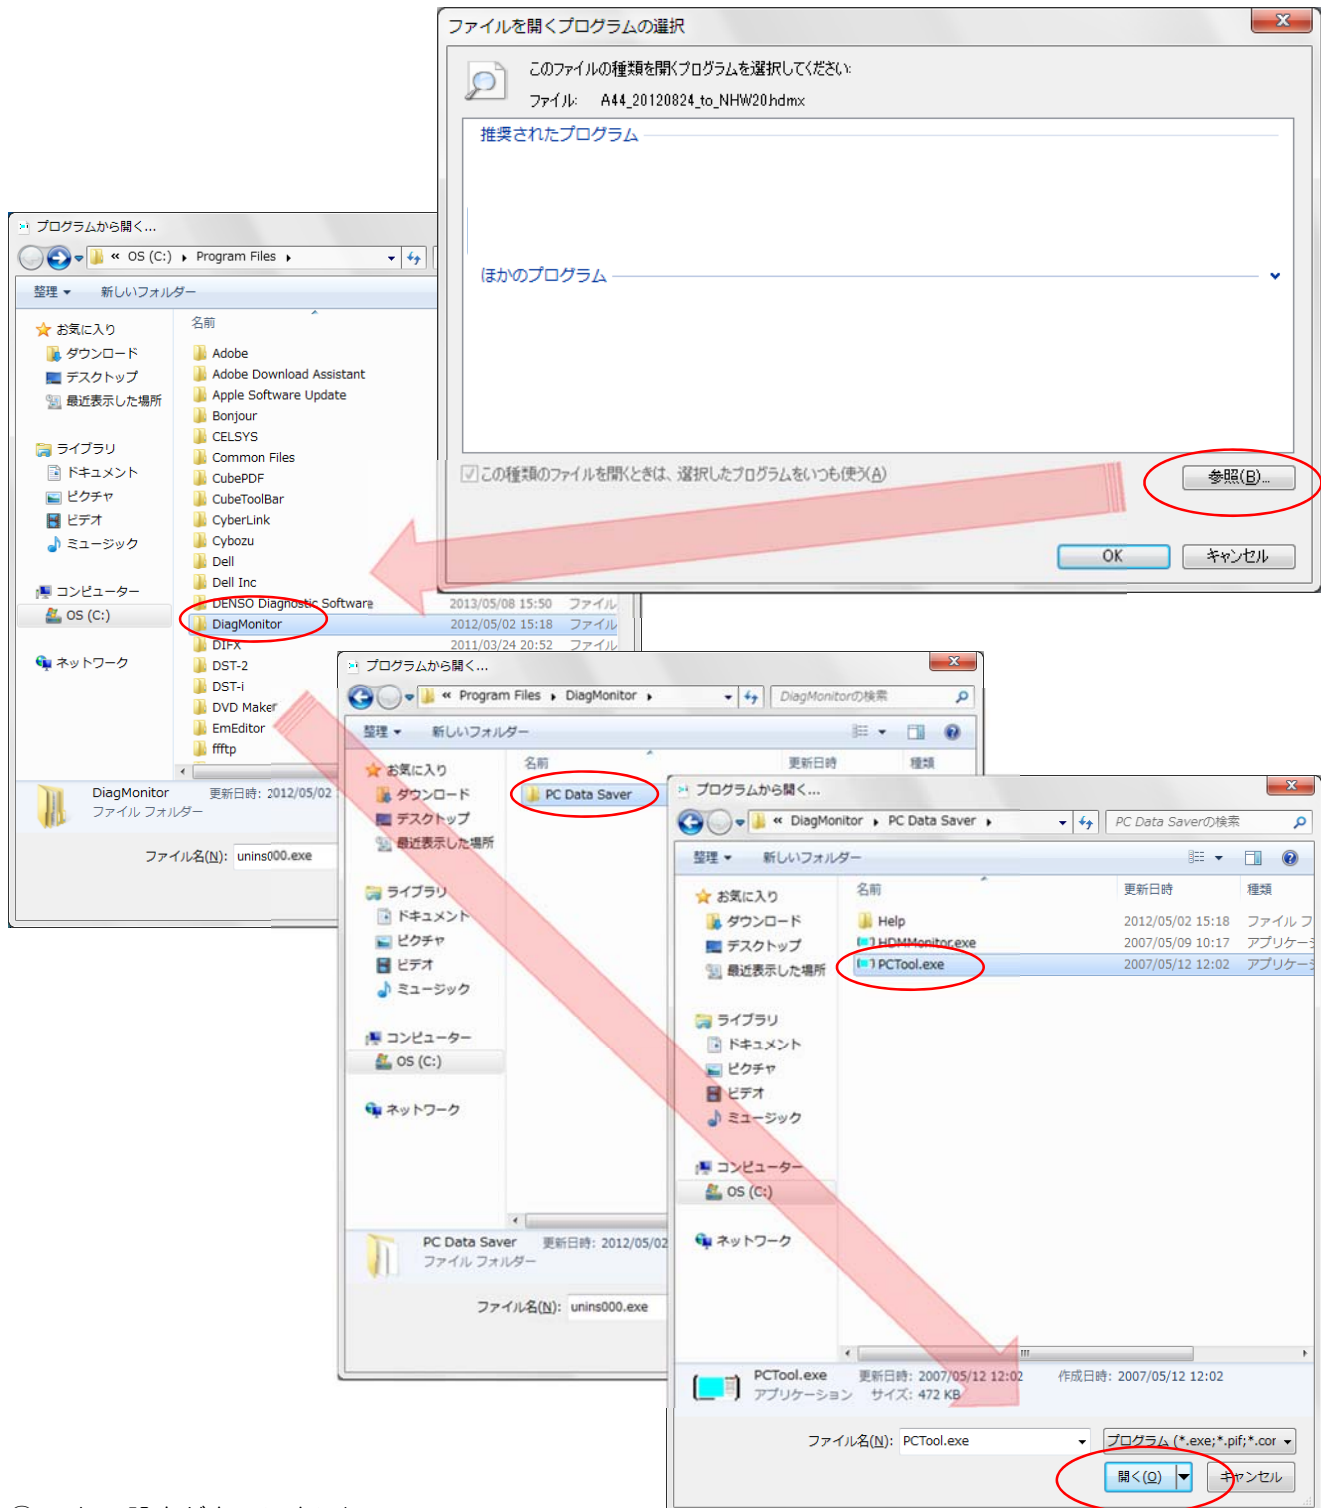 ファイルを開くプログラムの選択
このファイルの種類を開くプログラムを選択してください:
ファイル: A44_20120824_to_NHW20.hdmx
推奨されたプログラム
ほかのプログラム
この種類のファイルを開くときは、選択したプログラムをいつも使う(A)
参照(B)...
OK
キャンセル
プログラムから開く...
« OS (C:) ▸ Program Files ▸
整理 ▼ 新しいフォルダー
名前
お気に入り
ダウンロード
デスクトップ
最近表示した場所
ライブラリ
ドキュメント
ピクチャ
ビデオ
ミュージック
コンピューター
OS (C:)
ネットワーク
Adobe
Adobe Download Assistant
Apple Software Update
Bonjour
CELSYS
Common Files
CubePDF
CubeToolBar
CyberLink
Cybozu
Dell
Dell Inc
DENSO Diagnostic Software 2013/05/08 15:50 ファイル
DiagMonitor 2012/05/02 15:18 ファイル
DIFX 2011/03/24 20:52 ファイル
DST-2
DST-i
DVD Maker
EmEditor
ffftp
DiagMonitor 更新日時: 2012/05/02
ファイル フォルダー
ファイル名(N): unins000.exe
プログラムから開く...
« Program Files ▸ DiagMonitor ▸
DiagMonitorの検索
整理 ▼ 新しいフォルダー
名前 更新日時 種類
お気に入り
ダウンロード
デスクトップ
最近表示した場所
ライブラリ
ドキュメント
ピクチャ
ビデオ
ミュージック
コンピューター
OS (C:)
ネットワーク
PC Data Saver
PC Data Saver 更新日時: 2012/05/02
ファイル フォルダー
ファイル名(N): unins000.exe
プログラムから開く...
« DiagMonitor ▸ PC Data Saver ▸
PC Data Saverの検索
整理 ▼ 新しいフォルダー
名前 更新日時 種類
お気に入り
ダウンロード
デスクトップ
最近表示した場所
ライブラリ
ドキュメント
ピクチャ
ビデオ
ミュージック
コンピューター
OS (C:)
ネットワーク
Help 2012/05/02 15:18 ファイル フ
HDMMonitor.exe 2007/05/09 10:17 アプリケー
PCTool.exe 2007/05/12 12:02 アプリケー
PCTool.exe 更新日時: 2007/05/12 12:02 作成日時: 2007/05/12 12:02
アプリケーション サイズ: 472 KB
ファイル名(N): PCTool.exe
プログラム (*.exe;*.pif;*.cor
開く(O)
キャンセル